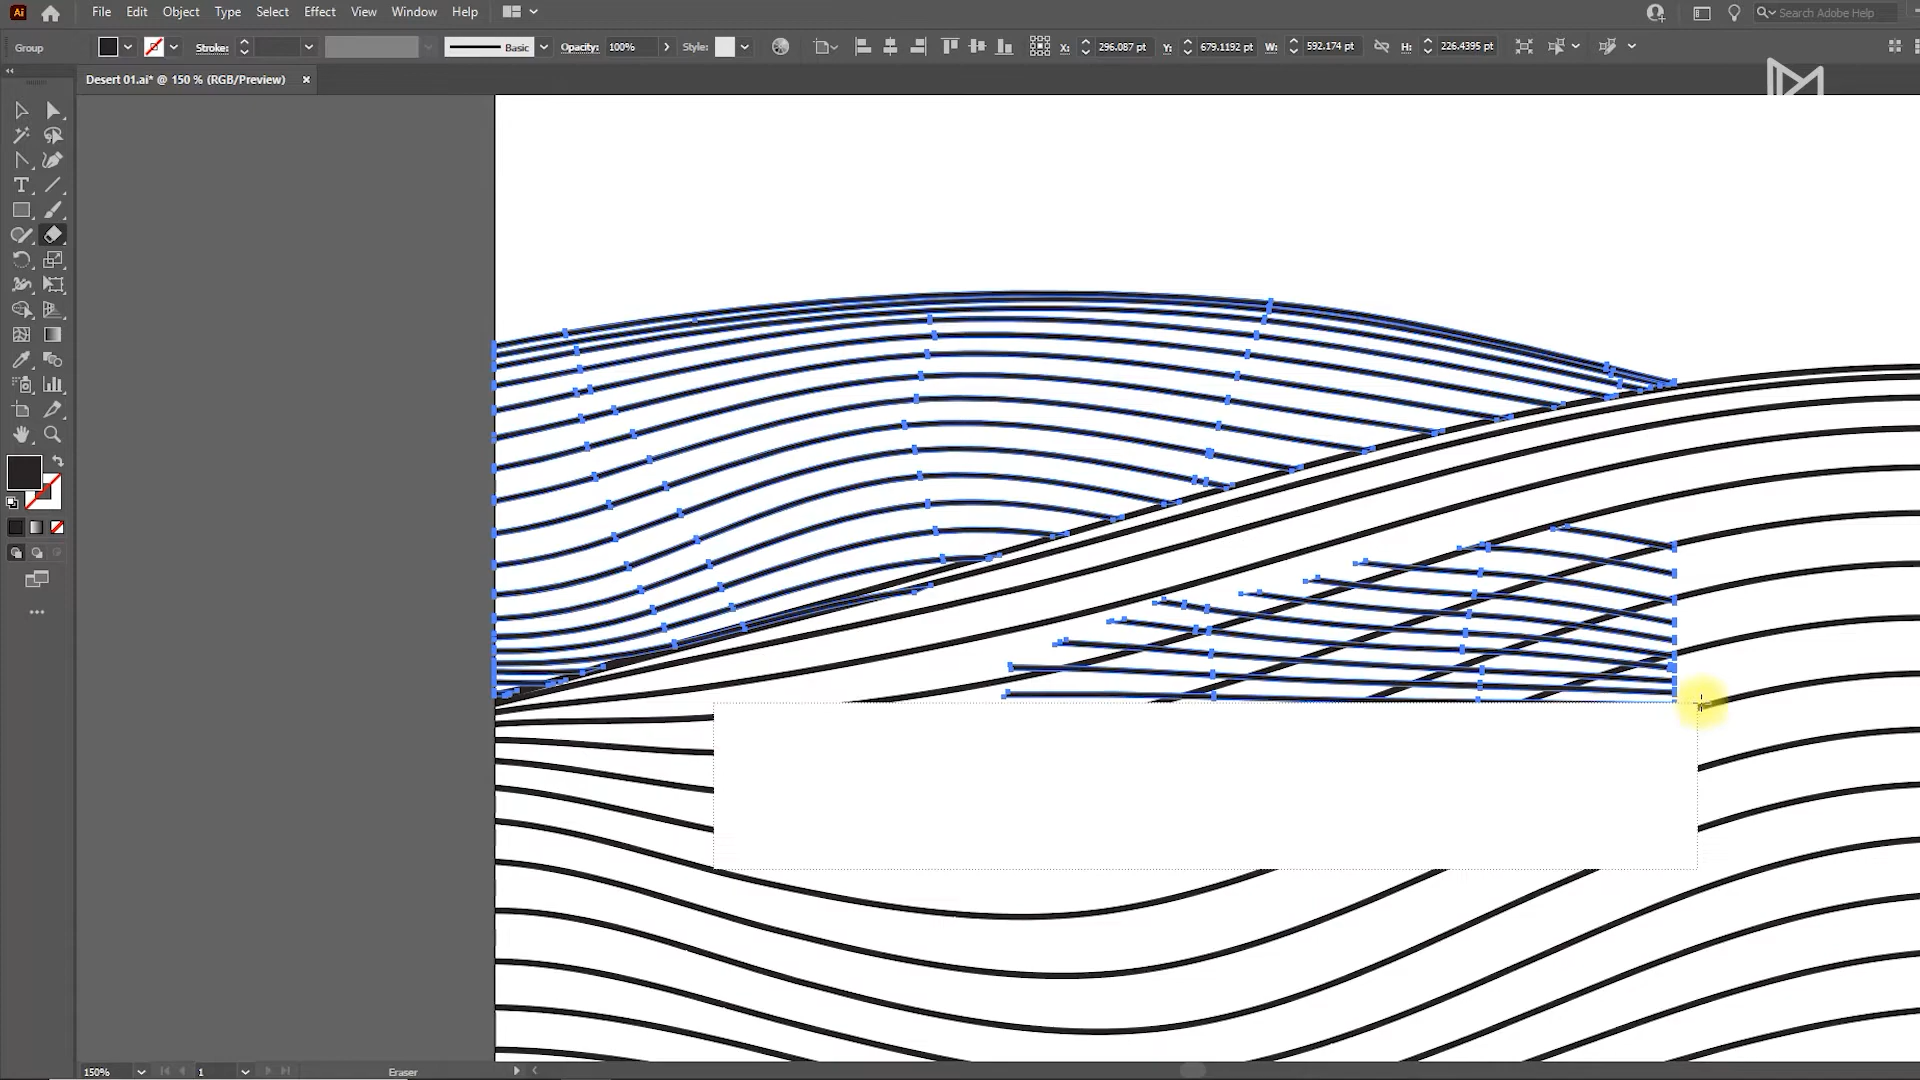 Ai File Edit Object Type Select Effect View Window Help Search Adobe Help
Group Stroke: Basic Opacity: 100% Style: X: 296.087 pt Y: 679.1192 pt W: 592.174 pt H: 226.4395 pt
Desert 01.ai* @ 150 % (RGB/Preview) ×
150% 1 Eraser